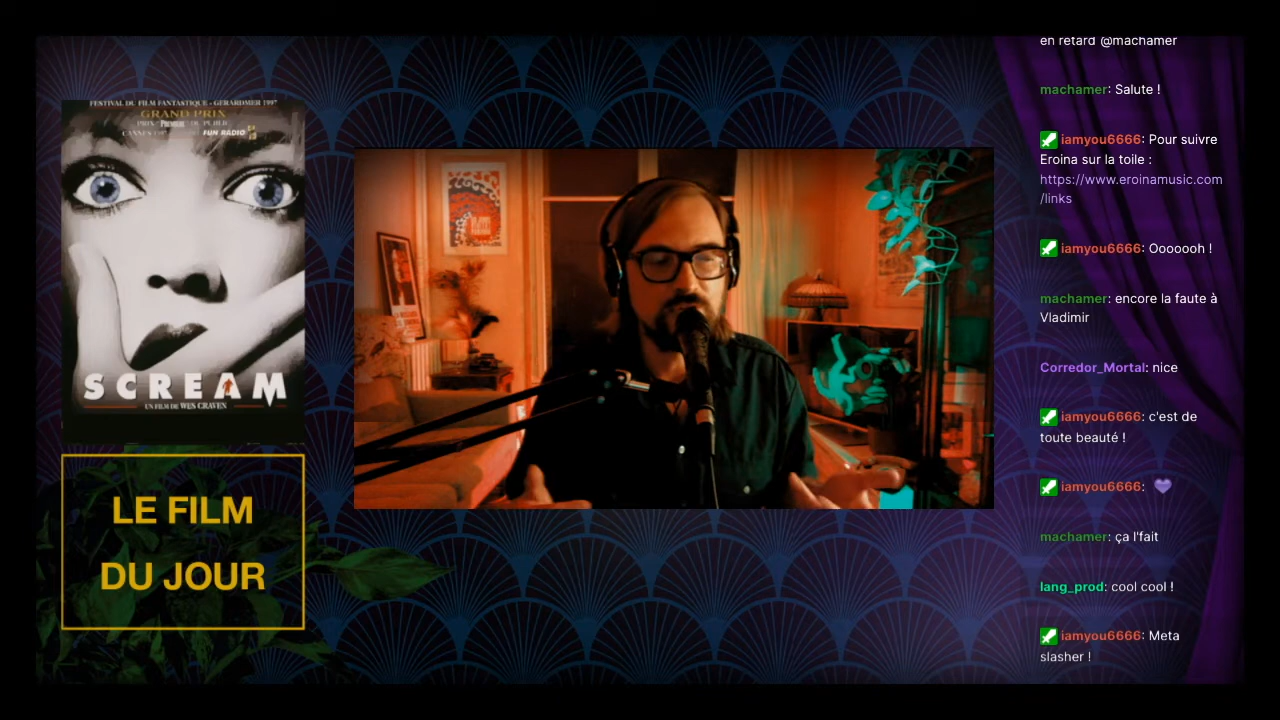 FESTIVAL DU FILM FANTASTIQUE - GERARDMER 1997
GRAND PRIX
FUN RADIO
SCREAM
UN FILM DE WES CRAVEN
LE FILM
DU JOUR
en retard @machamer
machamer: Salute !
iamyou6666: Pour suivre
Eroina sur la toile :
https://www.eroinamusic.com
/links
iamyou6666: Ooooooh !
machamer: encore la faute à
Vladimir
Corredor_Mortal: nice
iamyou6666: c'est de
toute beauté !
iamyou6666: 💜
machamer: ça l'fait
lang_prod: cool cool !
iamyou6666: Meta
slasher !